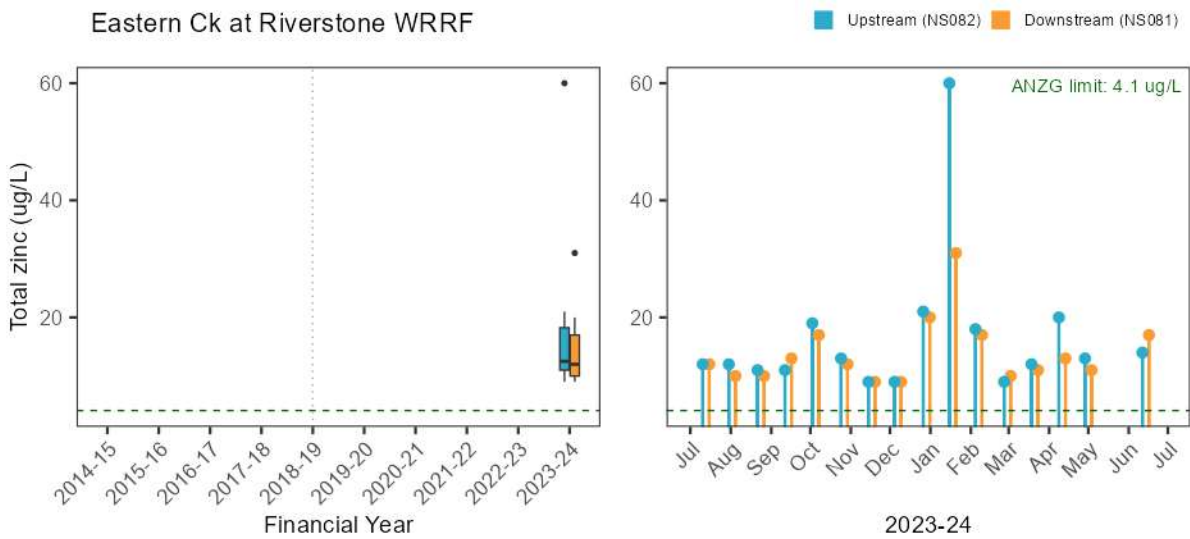 Eastern Ck at Riverstone WRRF
Upstream (NS082) Downstream (NS081)
Total zinc (ug/L)
60
40
20
2014-15
2015-16
2016-17
2017-18
2018-19
2019-20
2020-21
2021-22
2022-23
2023-24
Financial Year
ANZG limit: 4.1 ug/L
60
40
20
Jul
Aug
Sep
Oct
Nov
Dec
Jan
Feb
Mar
Apr
May
Jun
Jul
2023-24